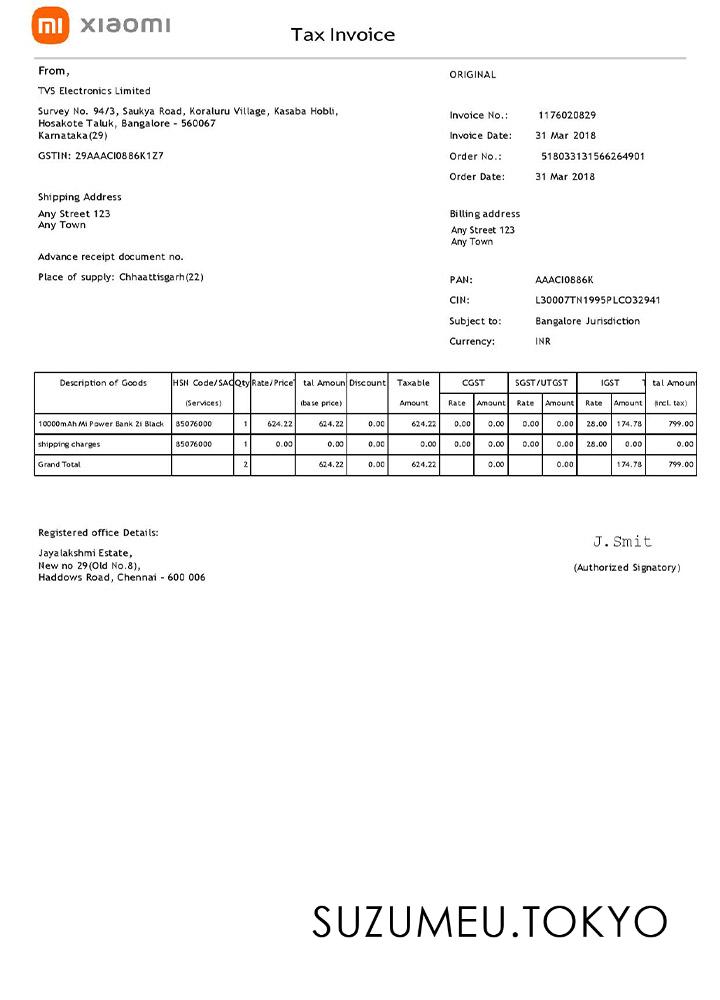 mi xiaomi
Tax Invoice
From,
TVS Electronics Limited
Survey No. 94/3, Saukya Road, Koraluru Village, Kasaba Hobli,
Hosakote Taluk, Bangalore - 560067
Karnataka(29)
GSTIN: 29AAACI0886K1Z7
Shipping Address
Any Street 123
Any Town
Advance receipt document no.
Place of supply: Chhaattisgarh(22)
ORIGINAL
Invoice No.: 1176020829
Invoice Date: 31 Mar 2018
Order No.: 518033131566264901
Order Date: 31 Mar 2018
Billing address
Any Street 123
Any Town
PAN: AAACI0886K
CIN: L30007TN1995PLCO32941
Subject to: Bangalore Jurisdiction
Currency: INR
Description of Goods HSN Code/SAC Qty Rate/Price tal Amoun Discount Taxable CGST SGST/UTGST IGST T tal Amoun
(Services) (base price) Amount Rate Amount Rate Amount Rate Amount (incl. tax)
10000mAh Mi Power Bank 2i Black 85076000 1 624.22 624.22 0.00 624.22 0.00 0.00 0.00 0.00 28.00 174.78 799.00
shipping charges 85076000 1 0.00 0.00 0.00 0.00 0.00 0.00 0.00 0.00 28.00 0.00 0.00
Grand Total 2 624.22 0.00 624.22 0.00 0.00 174.78 799.00
Registered office Details:
Jayalakshmi Estate,
New no 29(Old No.8),
Haddows Road, Chennai - 600 006
J.Smit
(Authorized Signatory)
SUZUMEU.TOKYO